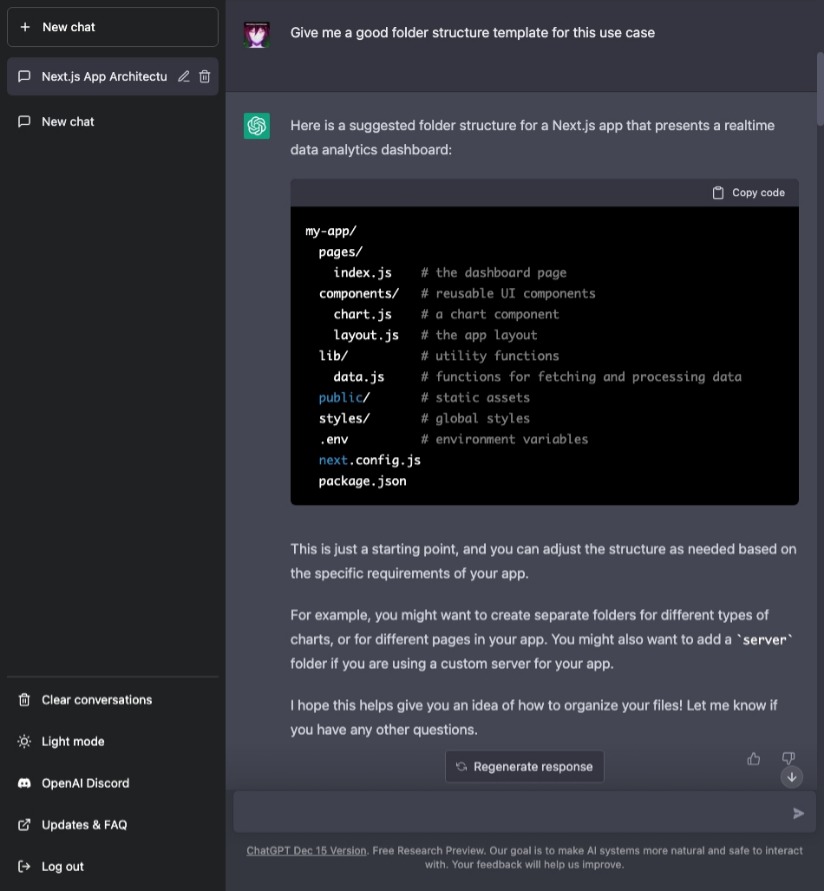 New chat
Next.js App Architectu
New chat
Clear conversations
Light mode
OpenAI Discord
Updates & FAQ
Log out
Give me a good folder structure template for this use case
Here is a suggested folder structure for a Next.js app that presents a realtime
data analytics dashboard:
Copy code
my-app/
  pages/
    index.js    # the dashboard page
  components/   # reusable UI components
    chart.js    # a chart component
    layout.js   # the app layout
  lib/          # utility functions
    data.js     # functions for fetching and processing data
  public/       # static assets
  styles/       # global styles
  .env          # environment variables
  next.config.js
  package.json
This is just a starting point, and you can adjust the structure as needed based on
the specific requirements of your app.
For example, you might want to create separate folders for different types of
charts, or for different pages in your app. You might also want to add a `server`
folder if you are using a custom server for your app.
I hope this helps give you an idea of how to organize your files! Let me know if
you have any other questions.
Regenerate response
ChatGPT Dec 15 Version. Free Research Preview. Our goal is to make AI systems more natural and safe to interact
with. Your feedback will help us improve.